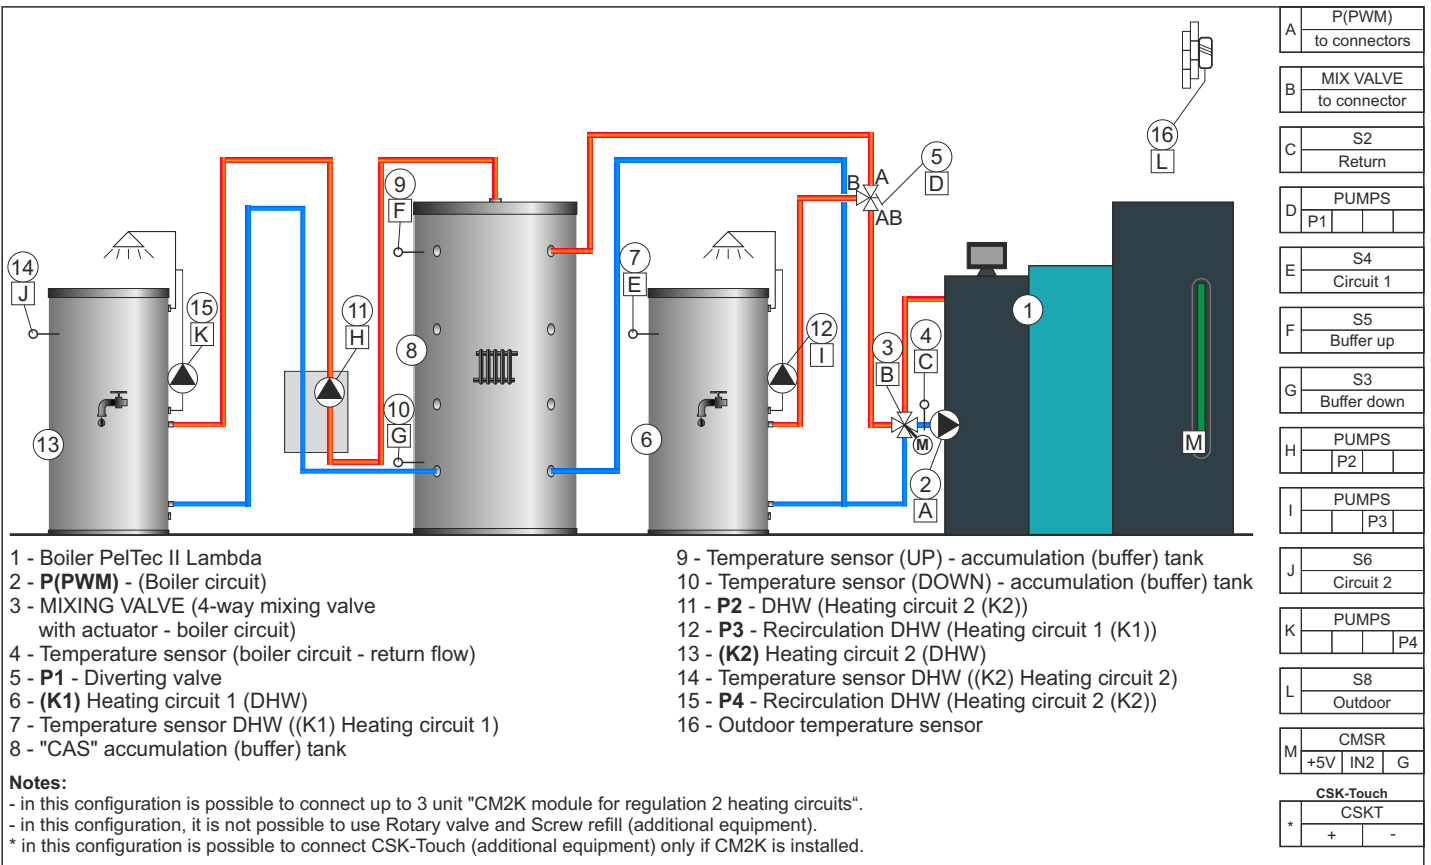 16
L
5
D
B
A
AB
9
F
14
J
15
K
11
H
7
E
12
I
8
3
B
4
C
1
10
G
13
6
M
M
2
A
1 - Boiler PelTec II Lambda
2 - P(PWM) - (Boiler circuit)
3 - MIXING VALVE (4-way mixing valve
with actuator - boiler circuit)
4 - Temperature sensor (boiler circuit - return flow)
5 - P1 - Diverting valve
6 - (K1) Heating circuit 1 (DHW)
7 - Temperature sensor DHW ((K1) Heating circuit 1)
8 - "CAS" accumulation (buffer) tank
9 - Temperature sensor (UP) - accumulation (buffer) tank
10 - Temperature sensor (DOWN) - accumulation (buffer) tank
11 - P2 - DHW (Heating circuit 2 (K2))
12 - P3 - Recirculation DHW (Heating circuit 1 (K1))
13 - (K2) Heating circuit 2 (DHW)
14 - Temperature sensor DHW ((K2) Heating circuit 2)
15 - P4 - Recirculation DHW (Heating circuit 2 (K2))
16 - Outdoor temperature sensor
Notes:
- in this configuration is possible to connect up to 3 unit "CM2K module for regulation 2 heating circuits“.
- in this configuration, it is not possible to use Rotary valve and Screw refill (additional equipment).
* in this configuration is possible to connect CSK-Touch (additional equipment) only if CM2K is installed.
A
P(PWM)
to connectors
B
MIX VALVE
to connector
C
S2
Return
D
PUMPS
P1
E
S4
Circuit 1
F
S5
Buffer up
G
S3
Buffer down
H
PUMPS
P2
I
PUMPS
P3
J
S6
Circuit 2
K
PUMPS
P4
L
S8
Outdoor
M
CMSR
+5V IN2 G
CSK-Touch
*
CSKT
+ -